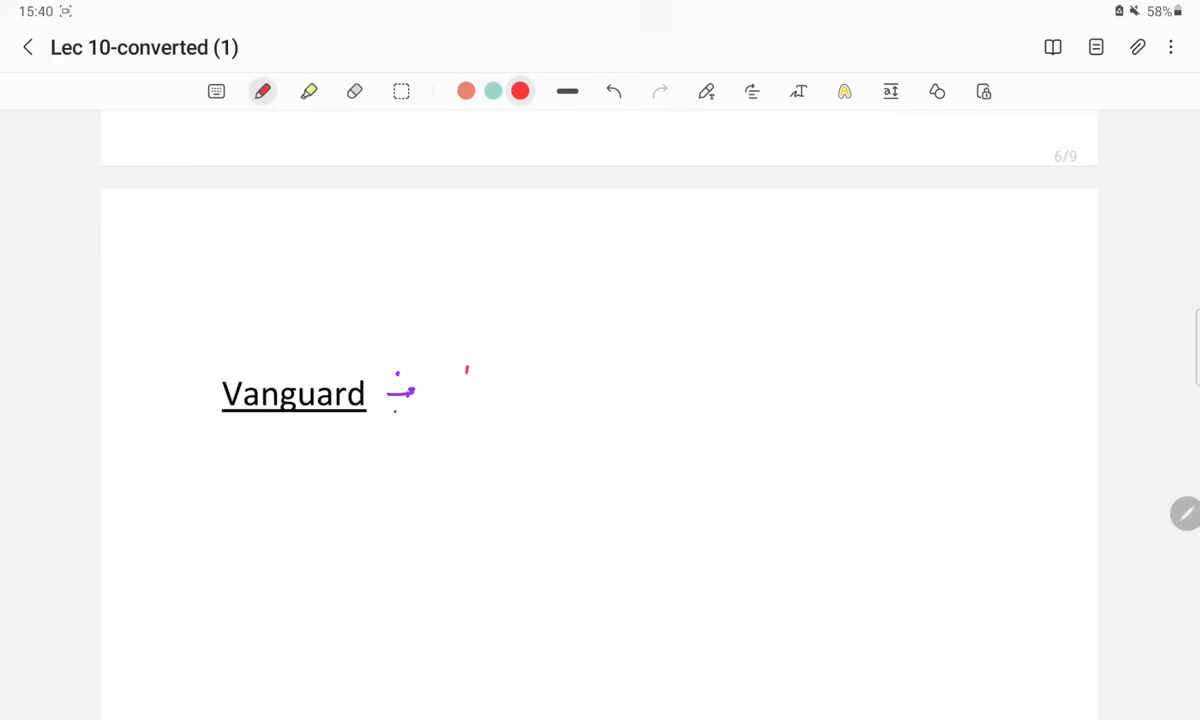 15:40 58%
Lec 10-converted (1)
6/9
Vanguard :→